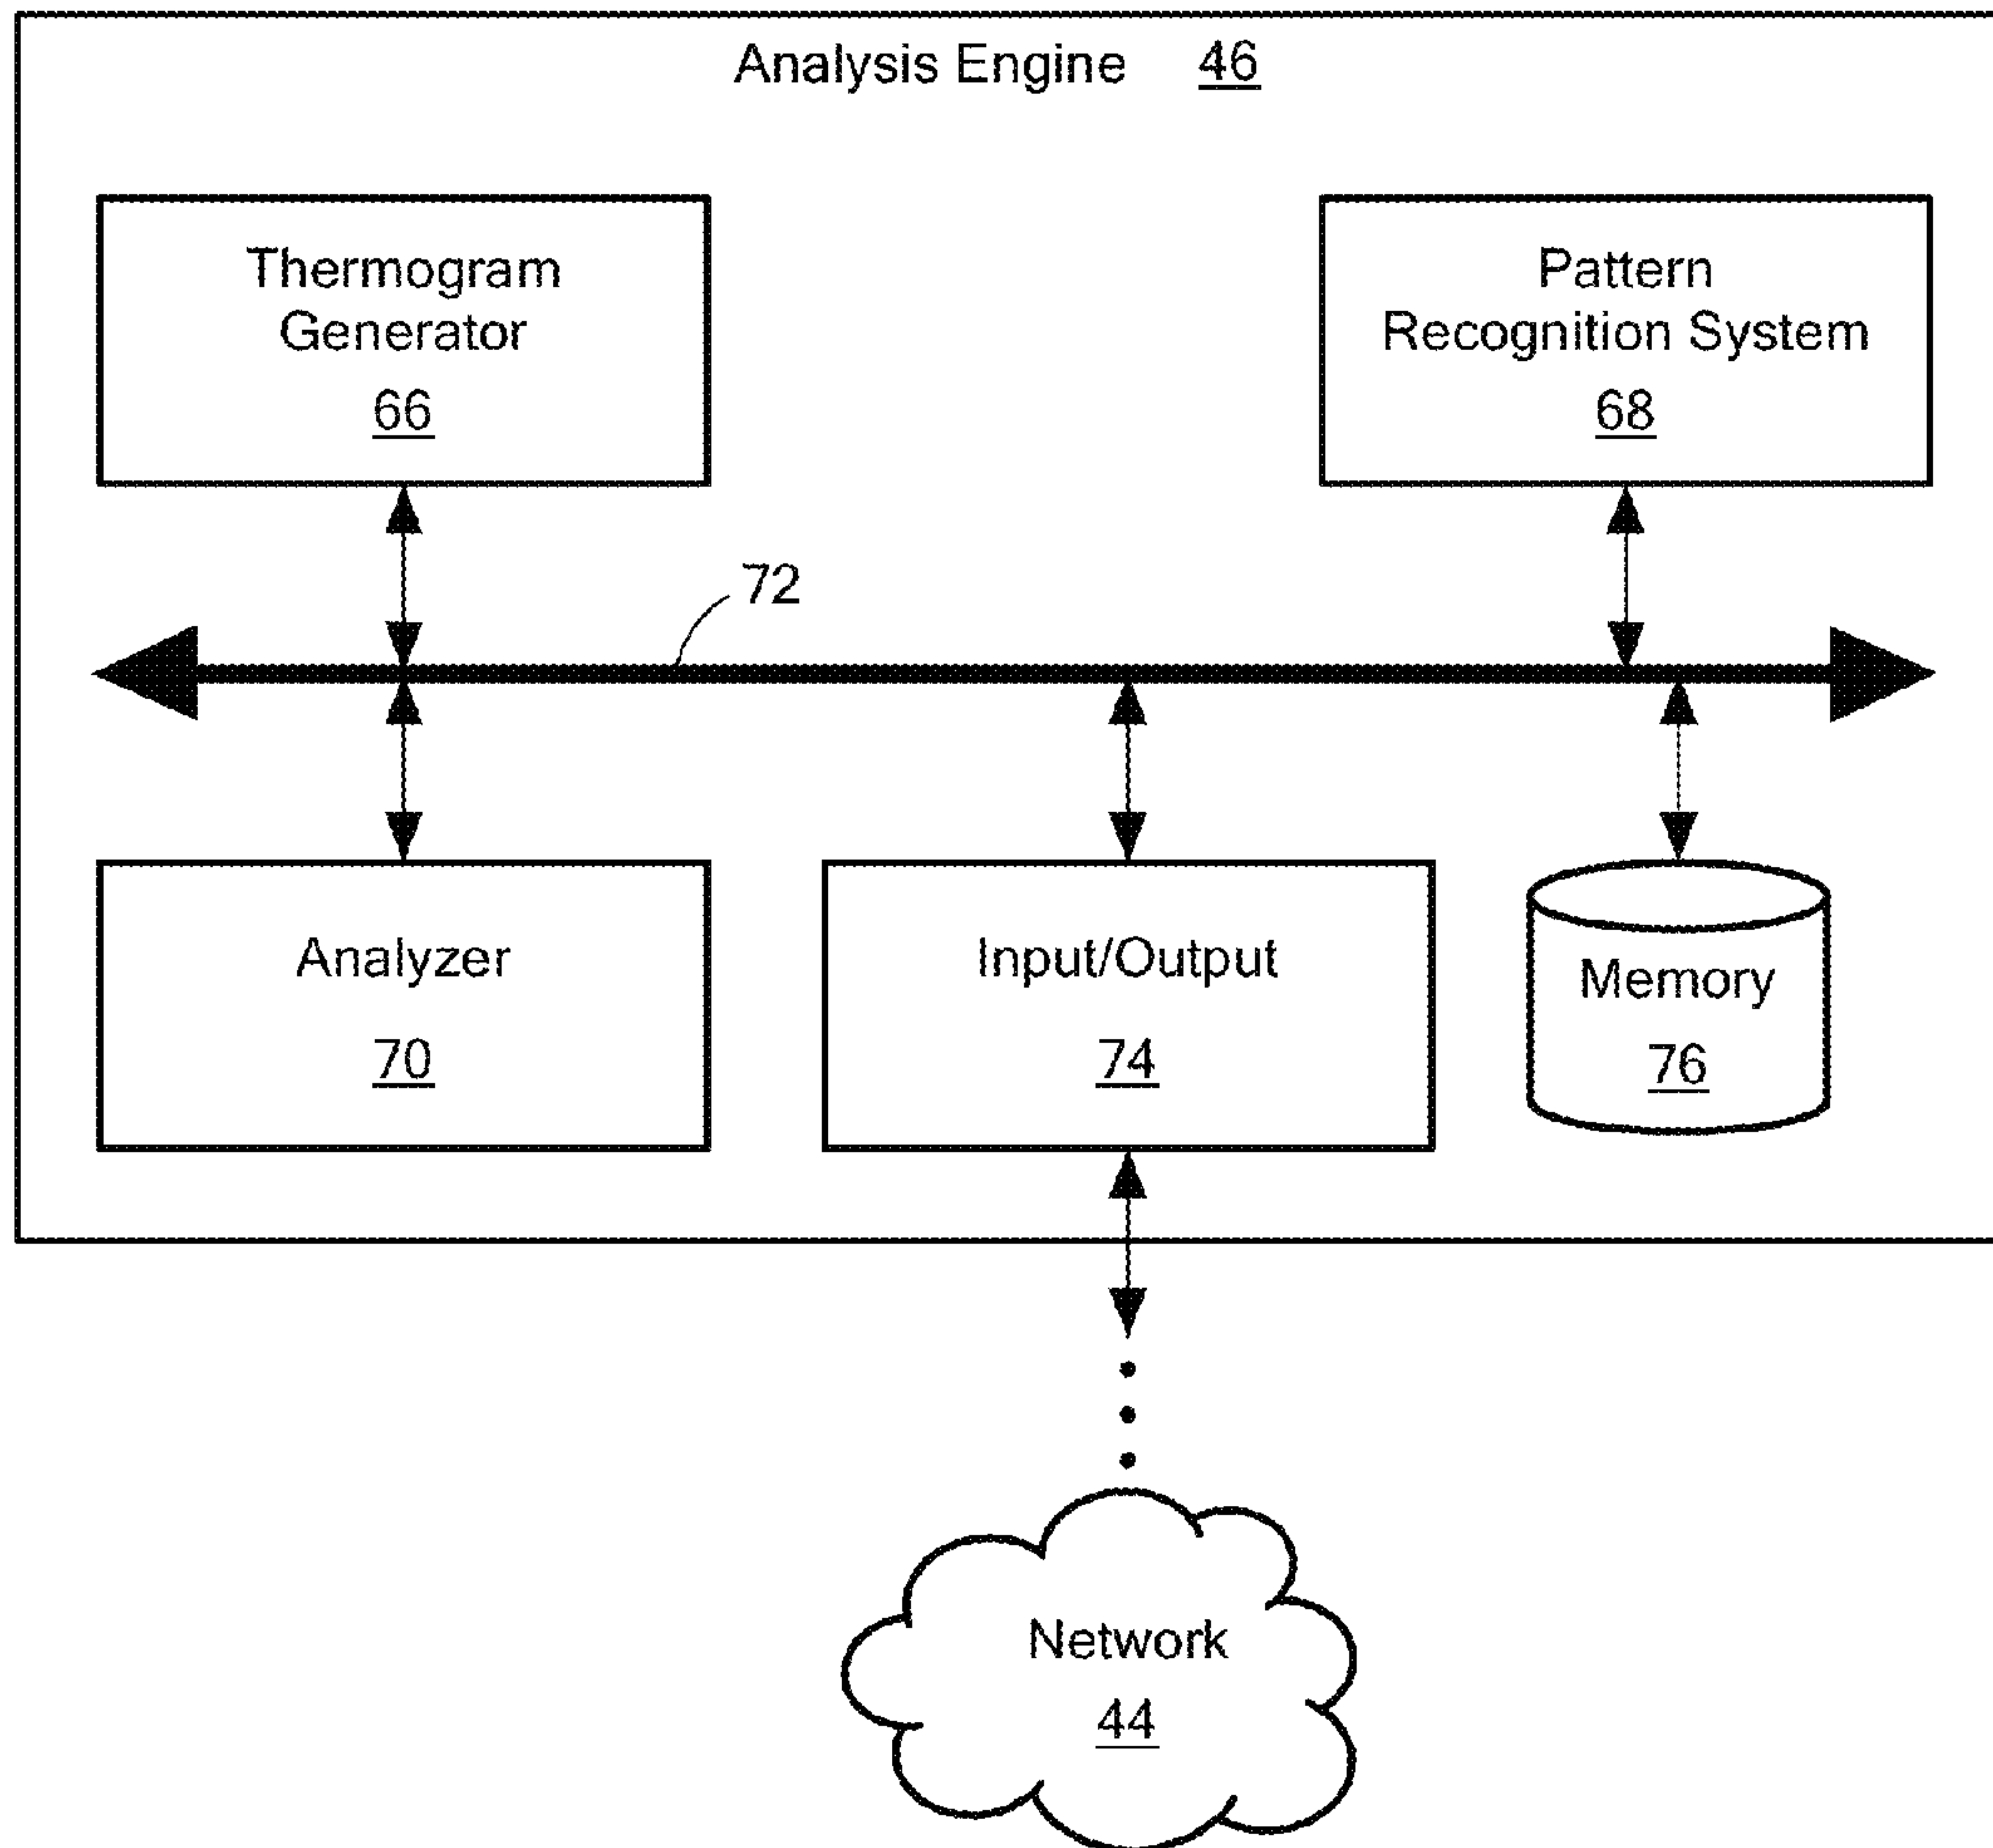 Analysis Engine 46
Thermogram
Generator
66
Pattern
Recognition System
68
72
Analyzer
70
Input/Output
74
Memory
76
Network
44